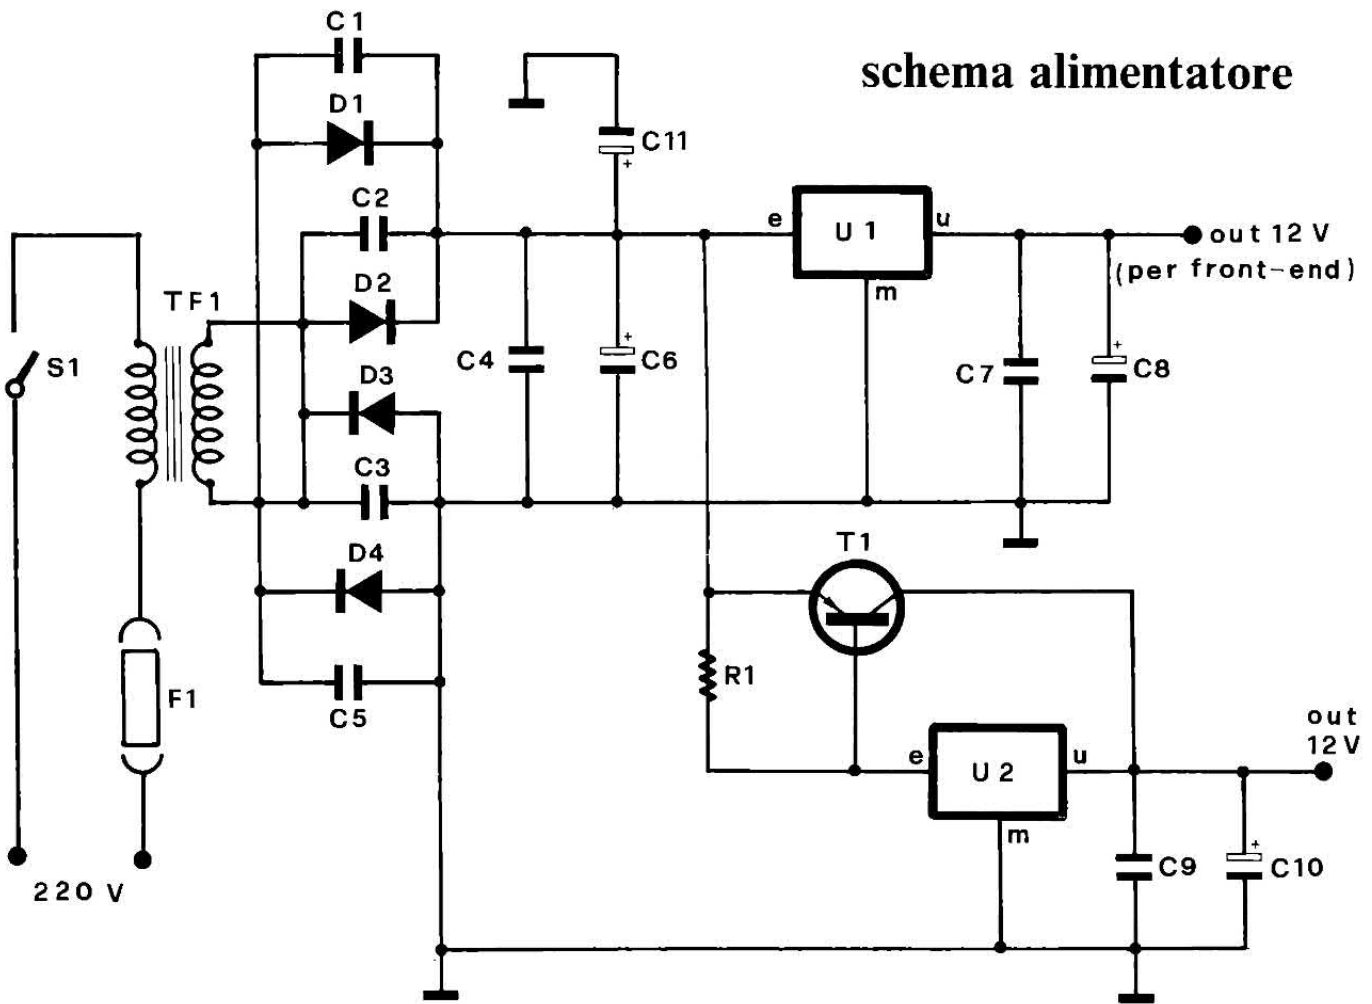 schema alimentatore
C1
D1
C2
D2
D3
C3
D4
C5
TF1
S1
F1
220 V
C11
+
C4
+
C6
e
U1
u
m
out 12 V
(per front-end)
C7
+
C8
T1
R1
e
U2
u
m
out
12V
C9
+
C10